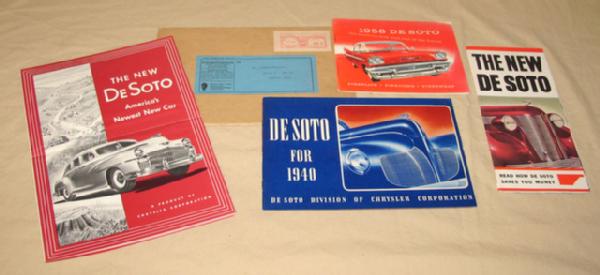 THE NEW
DeSoto
America's
Newest New Car
A PRODUCT OF
CHRYSLER CORPORATION
1958 DE SOTO
DE SOTO
FOR
1940
DE SOTO DIVISION OF CHRYSLER CORPORATION
THE NEW
DE SOTO
READ HOW DE SOTO
SAVES YOU MONEY